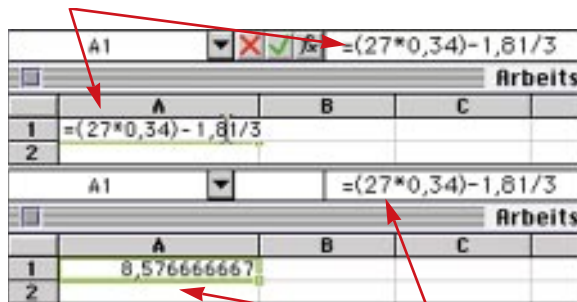 A1 fx =(27*0,34)-1,81/3
Arbeits
A B C
1 =(27*0,34)-1,81/3
2
A1 =(27*0,34)-1,81/3
Arbeits
A B C
1 8,576666667
2